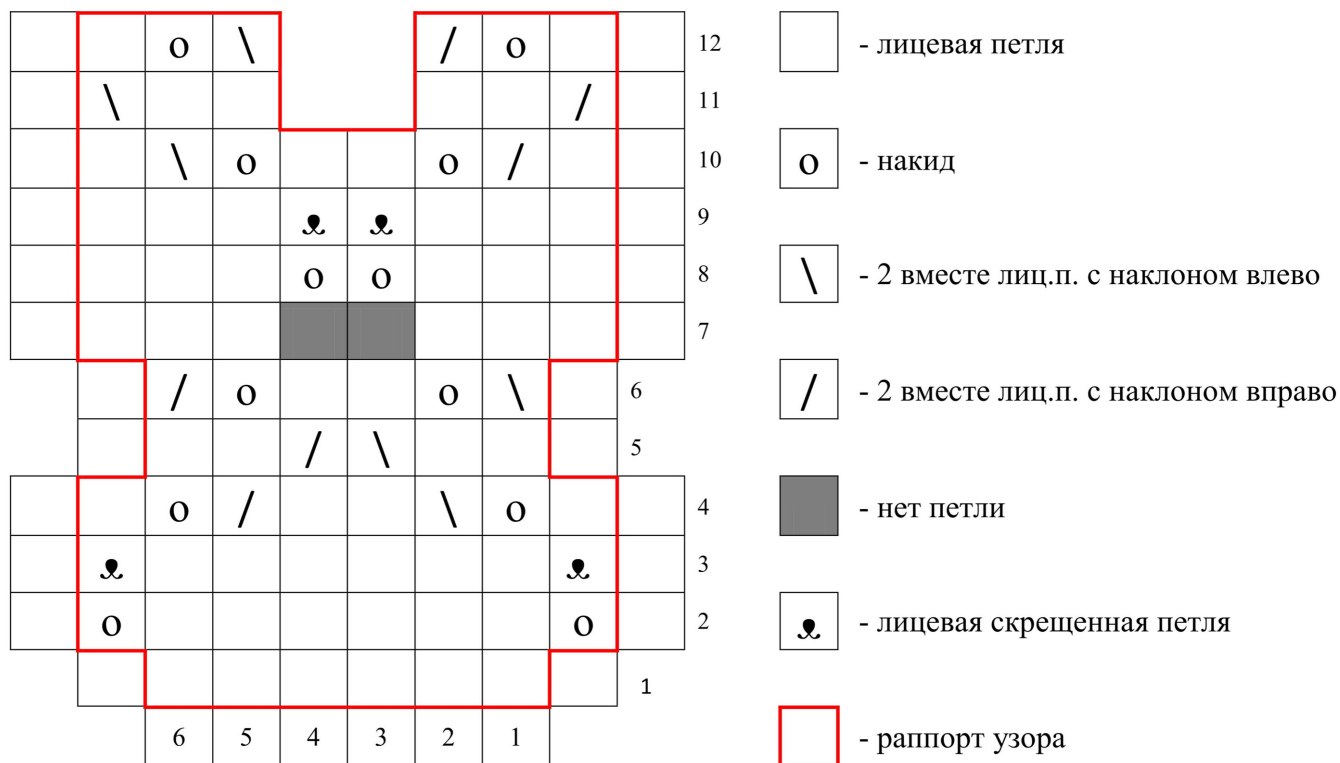 o \ / o 12
\ / 11
\ o o / 10
ᴥ ᴥ 9
o o 8
7
/ o o \ 6
/ \ 5
o / \ o 4
ᴥ ᴥ 3
o o 2
1
6 5 4 3 2 1
- лицевая петля
o - накид
\ - 2 вместе лиц.п. с наклоном влево
/ - 2 вместе лиц.п. с наклоном вправо
- нет петли
ᴥ - лицевая скрещенная петля
- раппорт узора